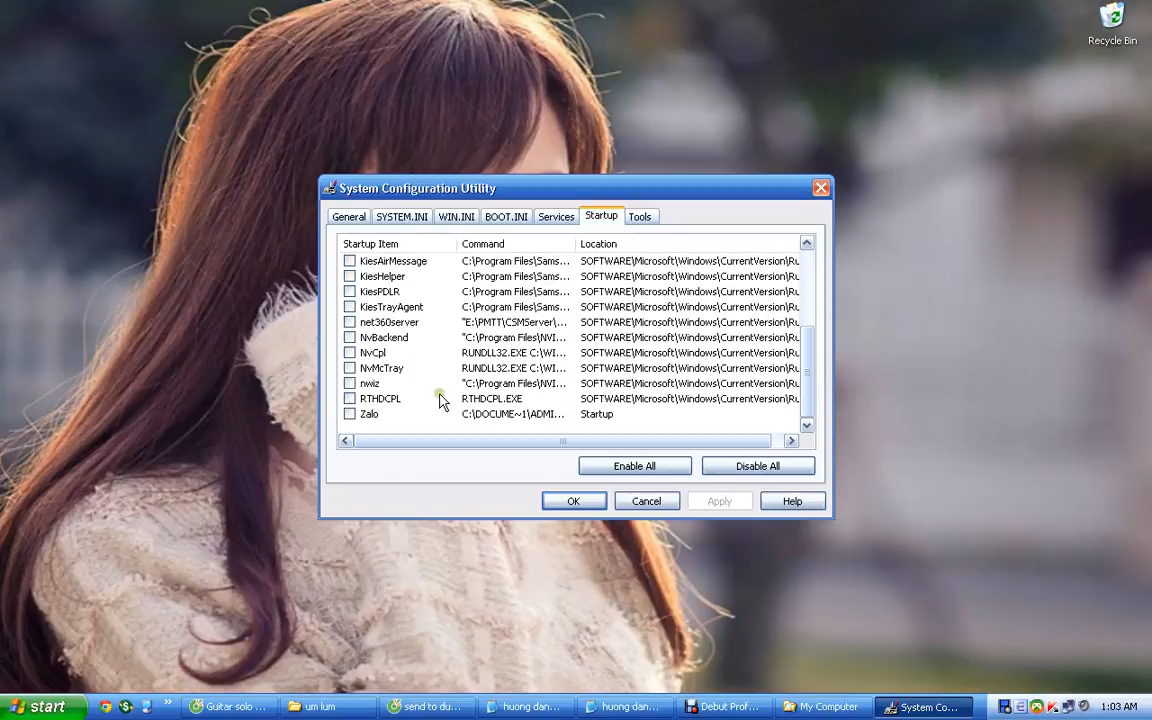 Recycle Bin
System Configuration Utility
General SYSTEM.INI WIN.INI BOOT.INI Services Startup Tools
Startup Item Command Location
KiesAirMessage C:\Program Files\Sams... SOFTWARE\Microsoft\Windows\CurrentVersion\Ru
KiesHelper C:\Program Files\Sams... SOFTWARE\Microsoft\Windows\CurrentVersion\Ru
KiesPDLR C:\Program Files\Sams... SOFTWARE\Microsoft\Windows\CurrentVersion\Ru
KiesTrayAgent C:\Program Files\Sams... SOFTWARE\Microsoft\Windows\CurrentVersion\Ru
net360server "E:\PMTT\CSMServer\... SOFTWARE\Microsoft\Windows\CurrentVersion\Ru
NvBackend "C:\Program Files\NVI... SOFTWARE\Microsoft\Windows\CurrentVersion\Ru
NvCpl RUNDLL32.EXE C:\WI... SOFTWARE\Microsoft\Windows\CurrentVersion\Ru
NvMcTray RUNDLL32.EXE C:\WI... SOFTWARE\Microsoft\Windows\CurrentVersion\Ru
nwiz "C:\Program Files\NVI... SOFTWARE\Microsoft\Windows\CurrentVersion\Ru
RTHDCPL RTHDCPL.EXE SOFTWARE\Microsoft\Windows\CurrentVersion\Ru
Zalo C:\DOCUME~1\ADMI... Startup
Enable All Disable All
OK Cancel Apply Help
start Guitar solo ... um lum send to du... huong dan... huong dan... Debut Prof... My Computer System Co... 1:03 AM